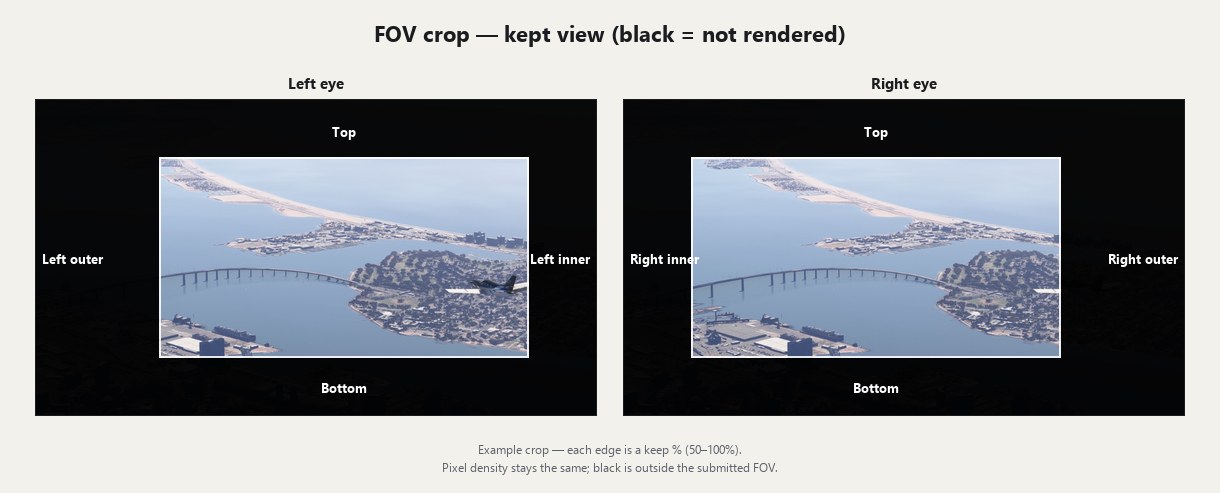 FOV crop — kept view (black = not rendered)
Left eye
Right eye
Top
Top
Left outer
Left inner
Right inner
Right outer
Bottom
Bottom
Example crop — each edge is a keep % (50–100%).
Pixel density stays the same; black is outside the submitted FOV.